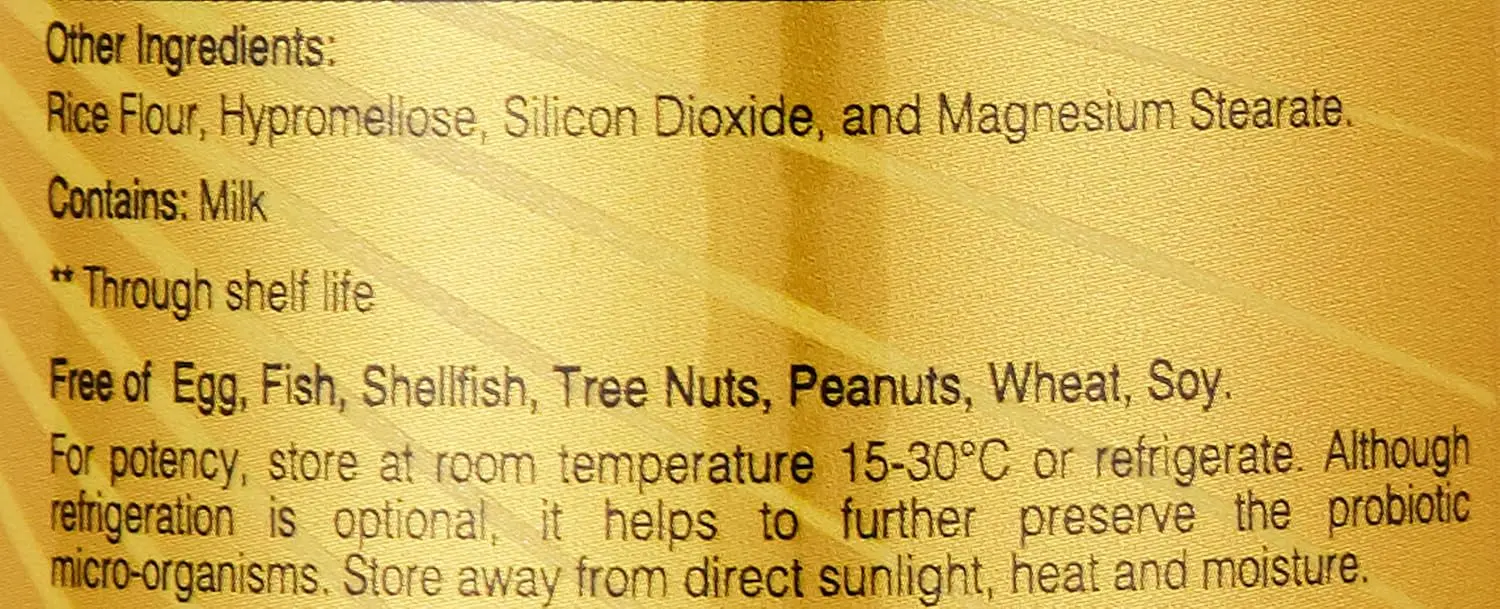 Other Ingredients:
Rice Flour, Hypromellose, Silicon Dioxide, and Magnesium Stearate.
Contains: Milk
** Through shelf life
Free of Egg, Fish, Shellfish, Tree Nuts, Peanuts, Wheat, Soy.
For potency, store at room temperature 15-30°C or refrigerate. Although
refrigeration is optional, it helps to further preserve the probiotic
micro-organisms. Store away from direct sunlight, heat and moisture.